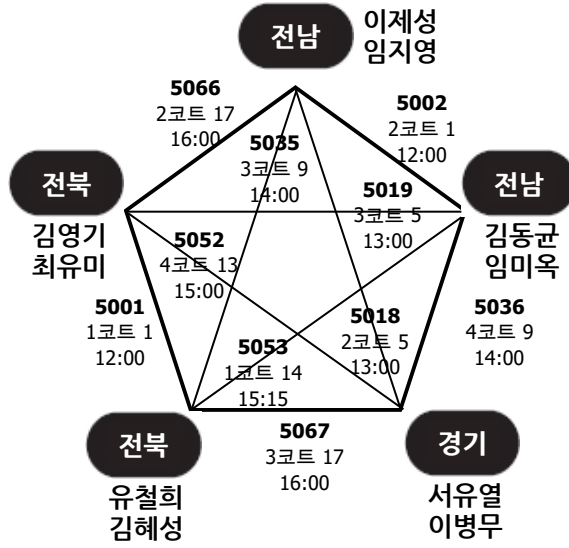 전남
이제성
임지영
5066
2코트 17
16:00
5002
2코트 1
12:00
5035
3코트 9
14:00
전북
김영기
최유미
5019
3코트 5
13:00
전남
김동균
임미옥
5052
4코트 13
15:00
5001
1코트 1
12:00
5036
4코트 9
14:00
5018
2코트 5
13:00
5053
1코트 14
15:15
전북
유철희
김혜성
5067
3코트 17
16:00
경기
서유열
이병무